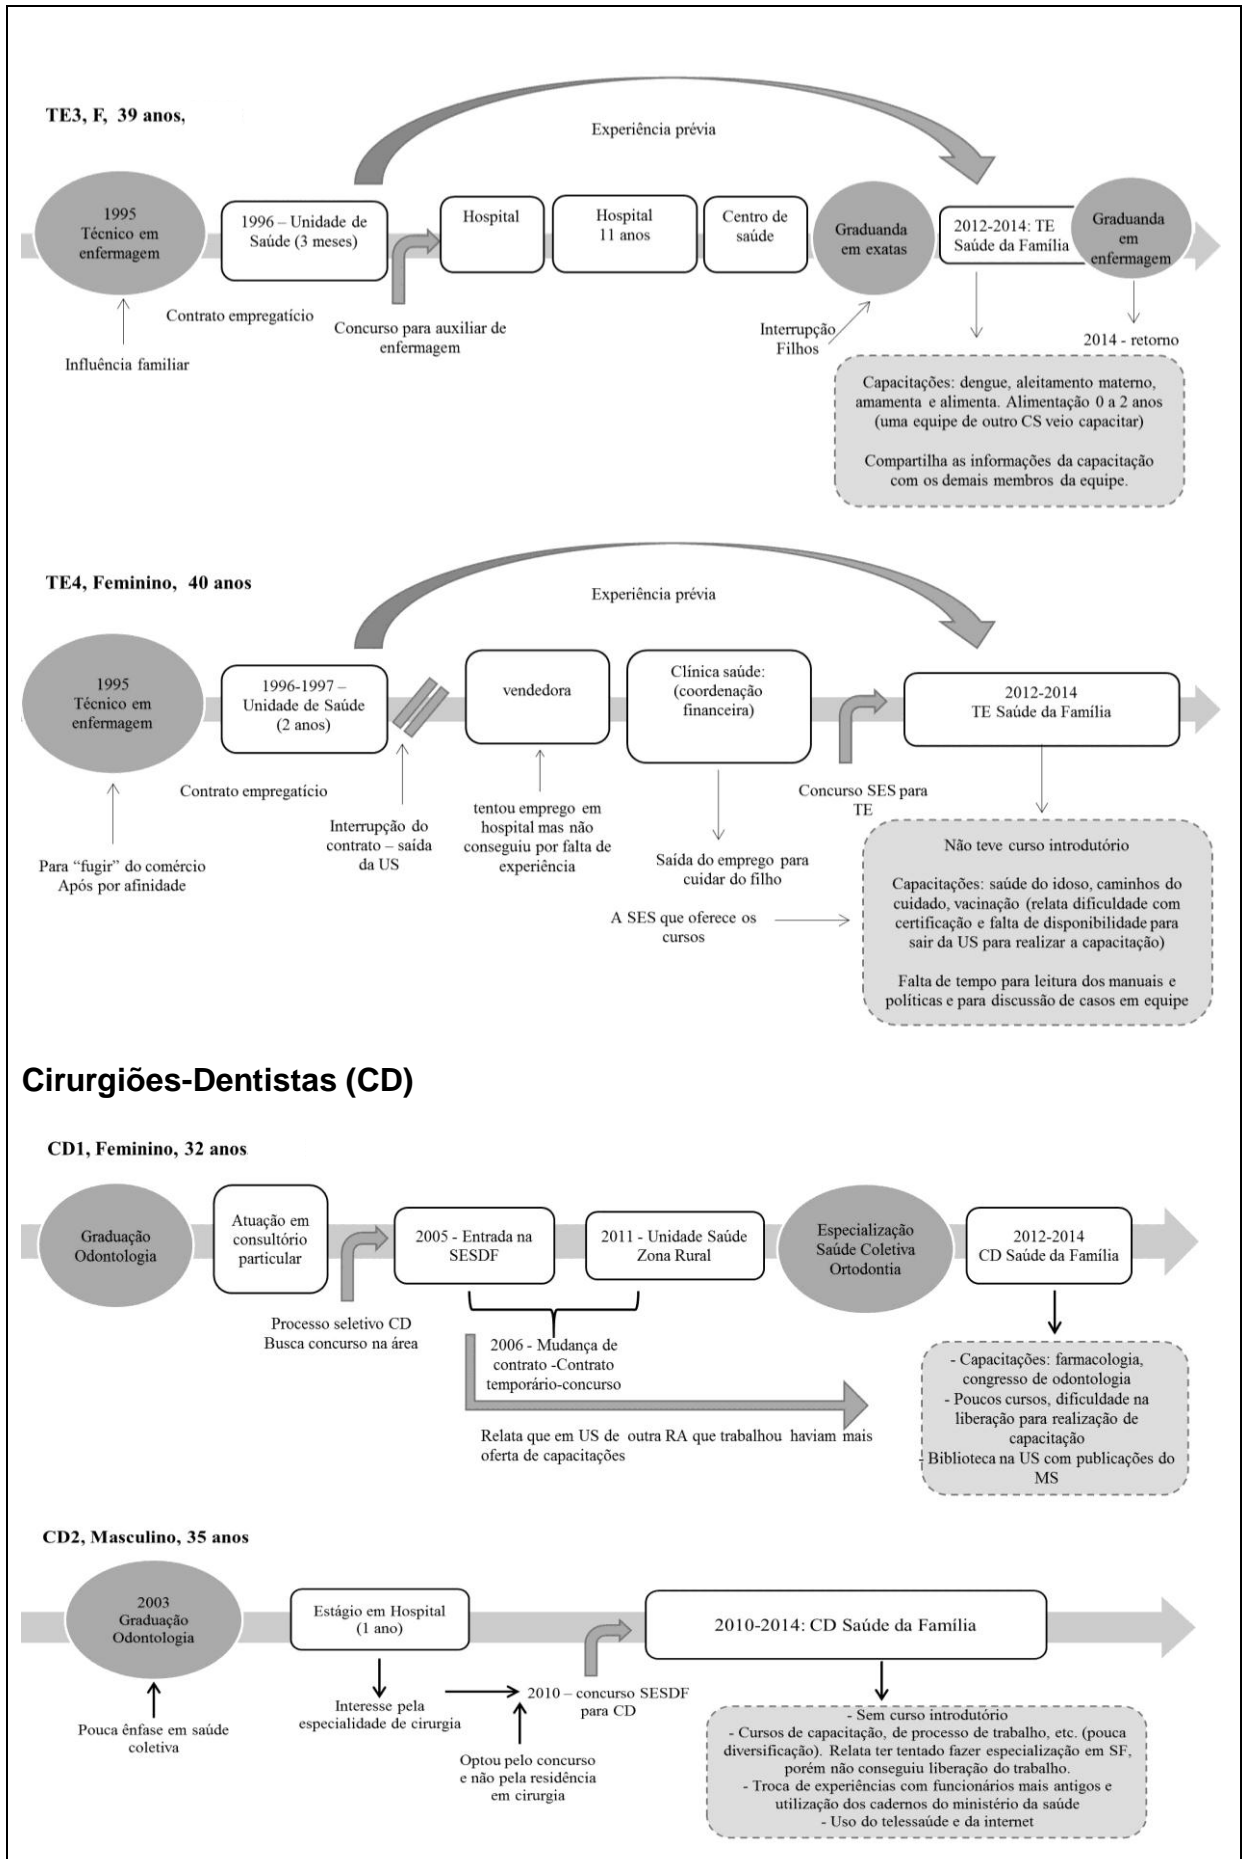 TE3, F, 39 anos,
Experiência prévia
1995
Técnico em
enfermagem
1996 – Unidade de
Saúde (3 meses)
Hospital
Hospital
11 anos
Centro de
saúde
Graduanda
em exatas
2012-2014: TE
Saúde da Família
Graduanda
em
enfermagem
Contrato empregatício
Concurso para auxiliar de
enfermagem
Influência familiar
Interrupção
Filhos
2014 - retorno
Capacitações: dengue, aleitamento materno,
amamenta e alimenta. Alimentação 0 a 2 anos
(uma equipe de outro CS veio capacitar)
Compartilha as informações da capacitação
com os demais membros da equipe.
TE4, Feminino, 40 anos
Experiência prévia
1995
Técnico em
enfermagem
1996-1997 –
Unidade de Saúde
(2 anos)
vendedora
Clínica saúde:
(coordenação
financeira)
2012-2014
TE Saúde da Família
Contrato empregatício
Interrupção do
contrato – saída
da US
tentou emprego em
hospital mas não
conseguiu por falta de
experiência
Concurso SES para
TE
Para “fugir” do comércio
Após por afinidade
Saída do emprego para
cuidar do filho
A SES que oferece os
cursos
Não teve curso introdutório
Capacitações: saúde do idoso, caminhos do
cuidado, vacinação (relata dificuldade com
certificação e falta de disponibilidade para
sair da US para realizar a capacitação)
Falta de tempo para leitura dos manuais e
políticas e para discussão de casos em equipe
Cirurgiões-Dentistas (CD)
CD1, Feminino, 32 anos
Graduação
Odontologia
Atuação em
consultório
particular
2005 - Entrada na
SESDF
2011 - Unidade Saúde
Zona Rural
Especialização
Saúde Coletiva
Ortodontia
2012-2014
CD Saúde da Família
Processo seletivo CD
Busca concurso na área
2006 - Mudança de
contrato -Contrato
temporário-concurso
Relata que em US de outra RA que trabalhou haviam mais
oferta de capacitações
- Capacitações: farmacologia,
congresso de odontologia
- Poucos cursos, dificuldade na
liberação para realização de
capacitação
- Biblioteca na US com publicações do
MS
CD2, Masculino, 35 anos
2003
Graduação
Odontologia
Estágio em Hospital
(1 ano)
2010-2014: CD Saúde da Família
Pouca ênfase em saúde
coletiva
Interesse pela
especialidade de cirurgia
2010 – concurso SESDF
para CD
Optou pelo concurso
e não pela residência
em cirurgia
- Sem curso introdutório
- Cursos de capacitação, de processo de trabalho, etc. (pouca
diversificação). Relata ter tentado fazer especialização em SF,
porém não conseguiu liberação do trabalho.
- Troca de experiências com funcionários mais antigos e
utilização dos cadernos do ministério da saúde
- Uso do telessaúde e da internet